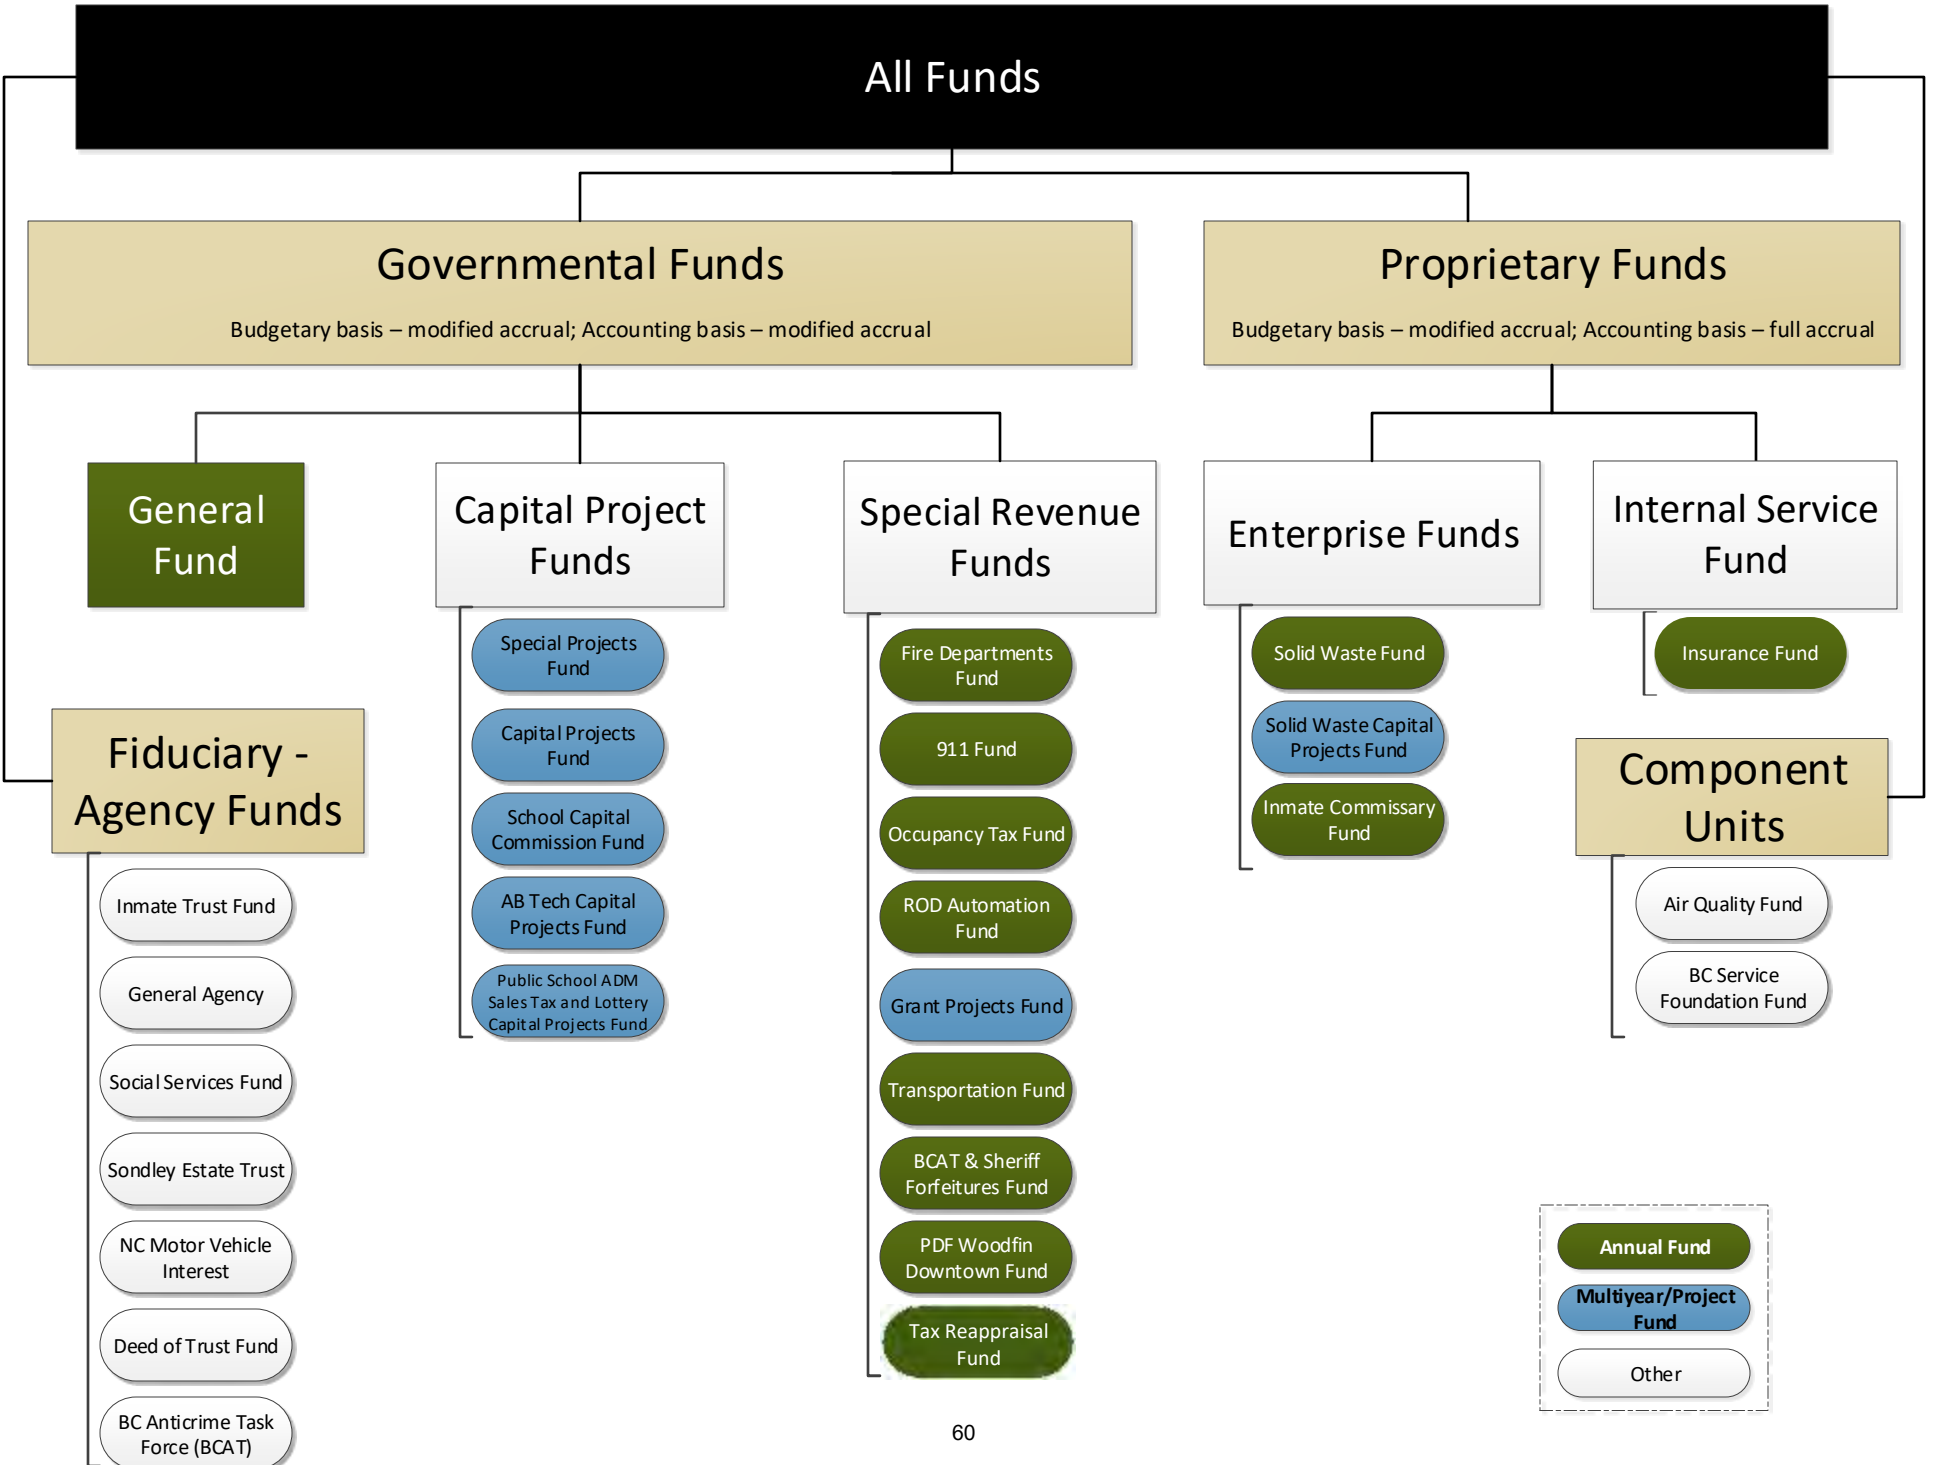 All Funds
Governmental Funds
Budgetary basis – modified accrual; Accounting basis – modified accrual
Proprietary Funds
Budgetary basis – modified accrual; Accounting basis – full accrual
General
Fund
Capital Project
Funds
Special Projects
Fund
Capital Projects
Fund
School Capital
Commission Fund
AB Tech Capital
Projects Fund
Public School ADM
Sales Tax and Lottery
Capital Projects Fund
Special Revenue
Funds
Fire Departments
Fund
911 Fund
Occupancy Tax Fund
ROD Automation
Fund
Grant Projects Fund
Transportation Fund
BCAT & Sheriff
Forfeitures Fund
PDF Woodfin
Downtown Fund
Tax Reappraisal
Fund
Enterprise Funds
Solid Waste Fund
Solid Waste Capital
Projects Fund
Inmate Commissary
Fund
Internal Service
Fund
Insurance Fund
Fiduciary -
Agency Funds
Inmate Trust Fund
General Agency
Social Services Fund
Sondley Estate Trust
NC Motor Vehicle
Interest
Deed of Trust Fund
BC Anticrime Task
Force (BCAT)
Component
Units
Air Quality Fund
BC Service
Foundation Fund
Annual Fund
Multiyear/Project
Fund
Other
60